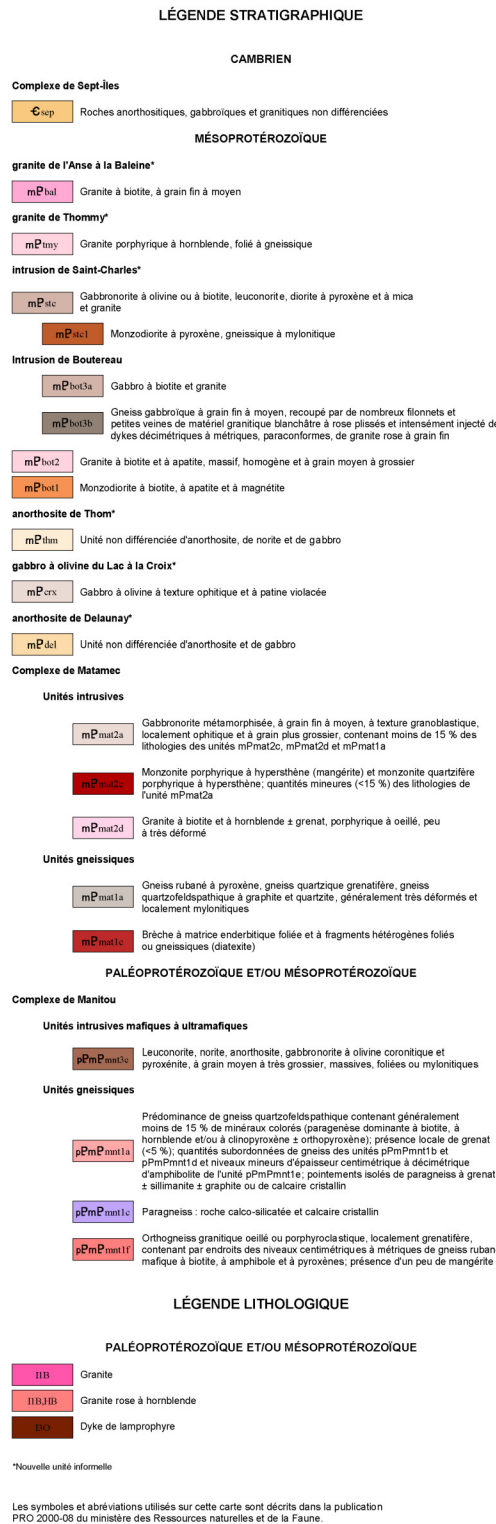 LÉGENDE STRATIGRAPHIQUE
CAMBRIEN
Complexe de Sept-Îles
€sep Roches anorthositiques, gabbroïques et granitiques non différenciées
MÉSOPROTÉROZOÏQUE
granite de l'Anse à la Baleine*
mPbal Granite à biotite, à grain fin à moyen
granite de Thommy*
mPtmy Granite porphyrique à hornblende, folié à gneissique
intrusion de Saint-Charles*
mPstc Gabbronorite à olivine ou à biotite, leuconorite, diorite à pyroxène et à mica
et granite
mPstc1 Monzodiorite à pyroxène, gneissique à mylonitique
Intrusion de Boutereau
mPbot3a Gabbro à biotite et granite
mPbot3b Gneiss gabbroïque à grain fin à moyen, recoupé par de nombreux filonnets et
petites veines de matériel granitique blanchâtre à rose plissés et intensément injecté de
dykes décimétriques à métriques, paraconformes, de granite rose à grain fin
mPbot2 Granite à biotite et à apatite, massif, homogène et à grain moyen à grossier
mPbot1 Monzodiorite à biotite, à apatite et à magnétite
anorthosite de Thom*
mPthm Unité non différenciée d'anorthosite, de norite et de gabbro
gabbro à olivine du Lac à la Croix*
mPcrx Gabbro à olivine à texture ophitique et à patine violacée
anorthosite de Delaunay*
mPdel Unité non différenciée d'anorthosite et de gabbro
Complexe de Matamec
Unités intrusives
mPmat2a Gabbronorite métamorphisée, à grain fin à moyen, à texture granoblastique,
localement ophitique et à grain plus grossier, contenant moins de 15 % des
lithologies des unités mPmat2c, mPmat2d et mPmat1a
mPmat2c Monzonite porphyrique à hypersthène (mangérite) et monzonite quartzifère
porphyrique à hypersthène; quantités mineures (<15 %) des lithologies de
l'unité mPmat2a
mPmat2d Granite à biotite et à hornblende ± grenat, porphyrique à oeillé, peu
à très déformé
Unités gneissiques
mPmat1a Gneiss rubané à pyroxène, gneiss quartzique grenatifère, gneiss
quartzofeldspathique à graphite et quartzite, généralement très déformés et
localement mylonitiques
mPmat1c Brèche à matrice enderbitique foliée et à fragments hétérogènes foliés
ou gneissiques (diatexite)
PALÉOPROTÉROZOÏQUE ET/OU MÉSOPROTÉROZOÏQUE
Complexe de Manitou
Unités intrusives mafiques à ultramafiques
pPmPmnt3c Leuconorite, norite, anorthosite, gabbronorite à olivine coronitique et
pyroxénite, à grain moyen à très grossier, massives, foliées ou mylonitiques
Unités gneissiques
pPmPmnt1a Prédominance de gneiss quartzofeldspathique contenant généralement
moins de 15 % de minéraux colorés (paragenèse dominante à biotite, à
hornblende et/ou à clinopyroxène ± orthopyroxène); présence locale de grenat
(<5 %); quantités subordonnées de gneiss des unités pPmPmnt1b et
pPmPmnt1d et niveaux mineurs d'épaisseur centimétrique à décimétrique
d'amphibolite de l'unité pPmPmnt1e; pointements isolés de paragneiss à grenat
± sillimanite ± graphite ou de calcaire cristallin
pPmPmnt1c Paragneiss : roche calco-silicatée et calcaire cristallin
pPmPmnt1f Orthogneiss granitique oeillé ou porphyroclastique, localement grenatifère,
contenant par endroits des niveaux centimétriques à métriques de gneiss rubané
mafique à biotite, à amphibole et à pyroxènes; présence d'un peu de mangérite
LÉGENDE LITHOLOGIQUE
PALÉOPROTÉROZOÏQUE ET/OU MÉSOPROTÉROZOÏQUE
I1B Granite
I1B,HB Granite rose à hornblende
I3O Dyke de lamprophyre
*Nouvelle unité informelle
Les symboles et abréviations utilisés sur cette carte sont décrits dans la publication
PRO 2000-08 du ministère des Ressources naturelles et de la Faune.